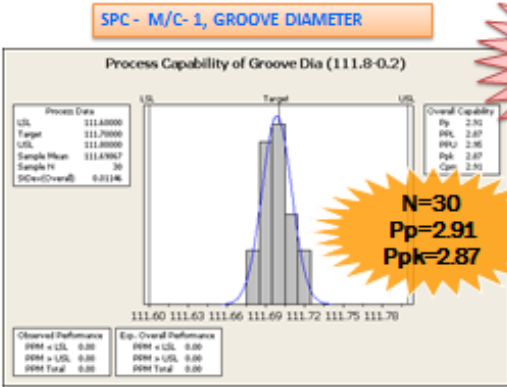 SPC - M/C- 1, GROOVE DIAMETER
Process Capability of Groove Dia (111.8-0.2)
LSL Target USL
Process Data
LSL 111.60000
Target 111.70000
USL 111.80000
Sample Mean 111.69867
Sample N 30
StDev(Overall) 0.01146
Overall Capability
Pp 2.91
PPL 2.87
PPU 2.95
Ppk 2.87
Cpm 2.91
N=30
Pp=2.91
Ppk=2.87
111.60 111.63 111.66 111.69 111.72 111.75 111.78
Observed Performance
PPM < LSL 0.00
PPM > USL 0.00
PPM Total 0.00
Exp. Overall Performance
PPM < LSL 0.00
PPM > USL 0.00
PPM Total 0.00